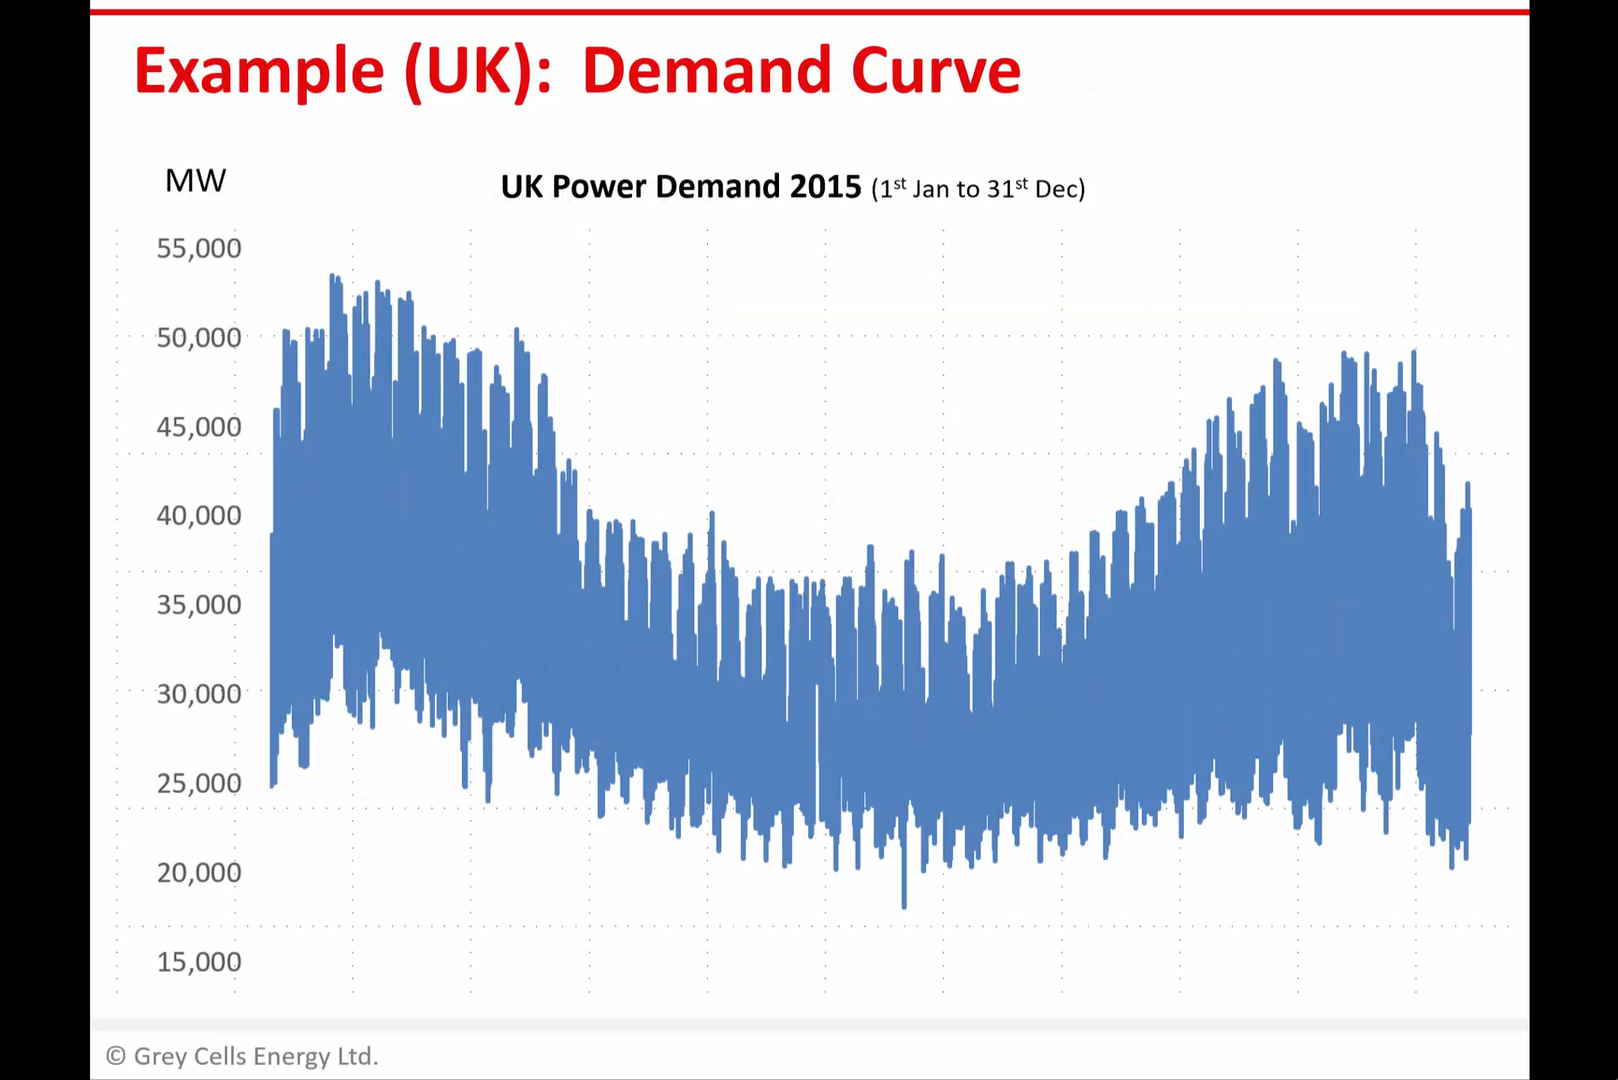 Example (UK): Demand Curve
MW
UK Power Demand 2015 (1st Jan to 31st Dec)
55,000
50,000
45,000
40,000
35,000
30,000
25,000
20,000
15,000
© Grey Cells Energy Ltd.